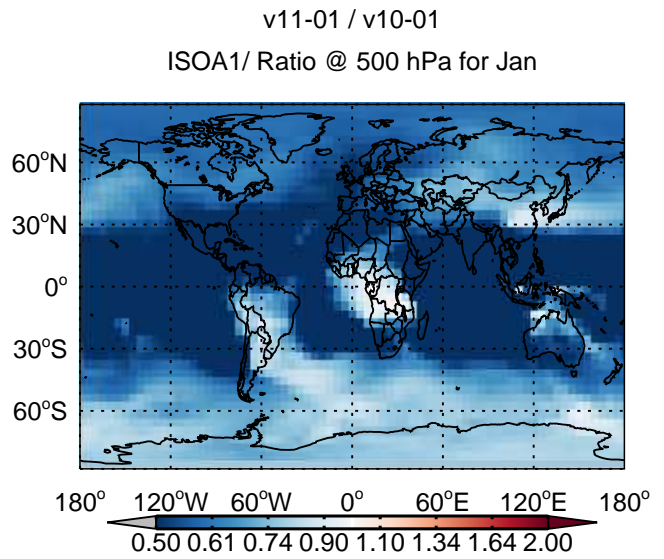 v11-01 / v10-01
ISOA1/ Ratio @ 500 hPa for Jan
60°N
30°N
0°
30°S
60°S
180° 120°W 60°W 0° 60°E 120°E 180°
0.50 0.61 0.74 0.90 1.10 1.34 1.64 2.00